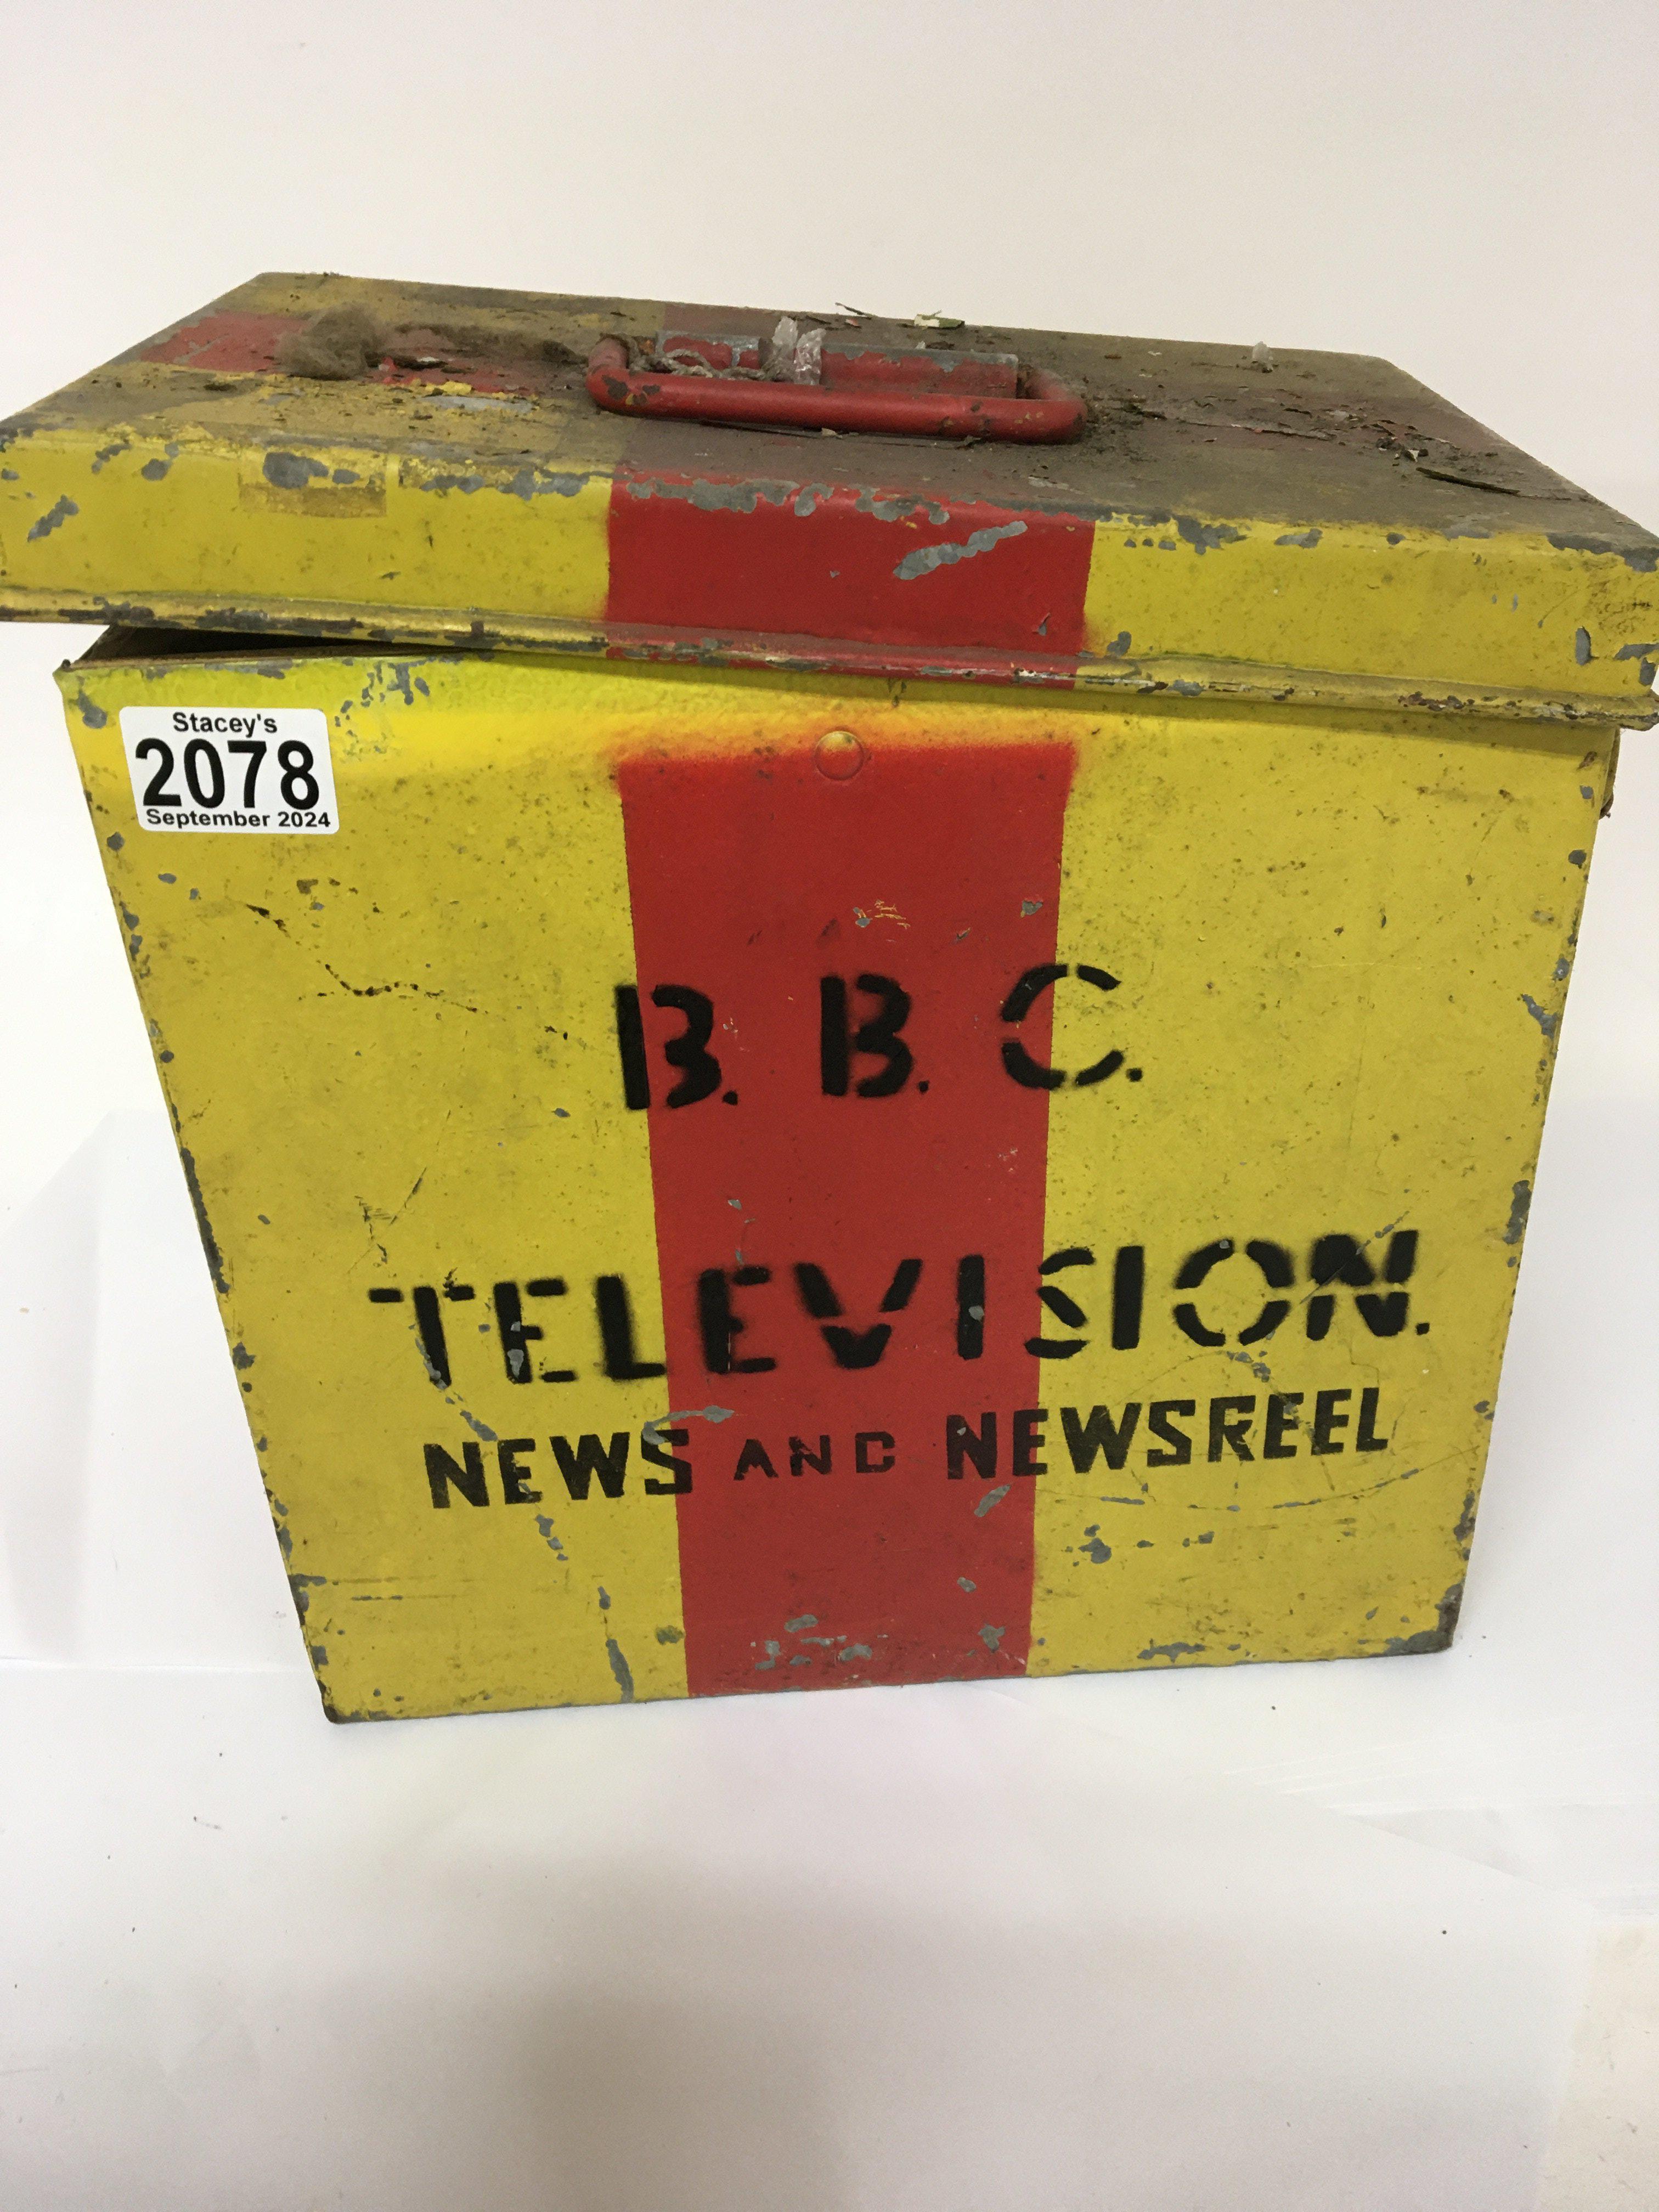 Stacey's
2078
September 2024
B. B. C.
TELEVISION.
NEWS AND NEWSREEL